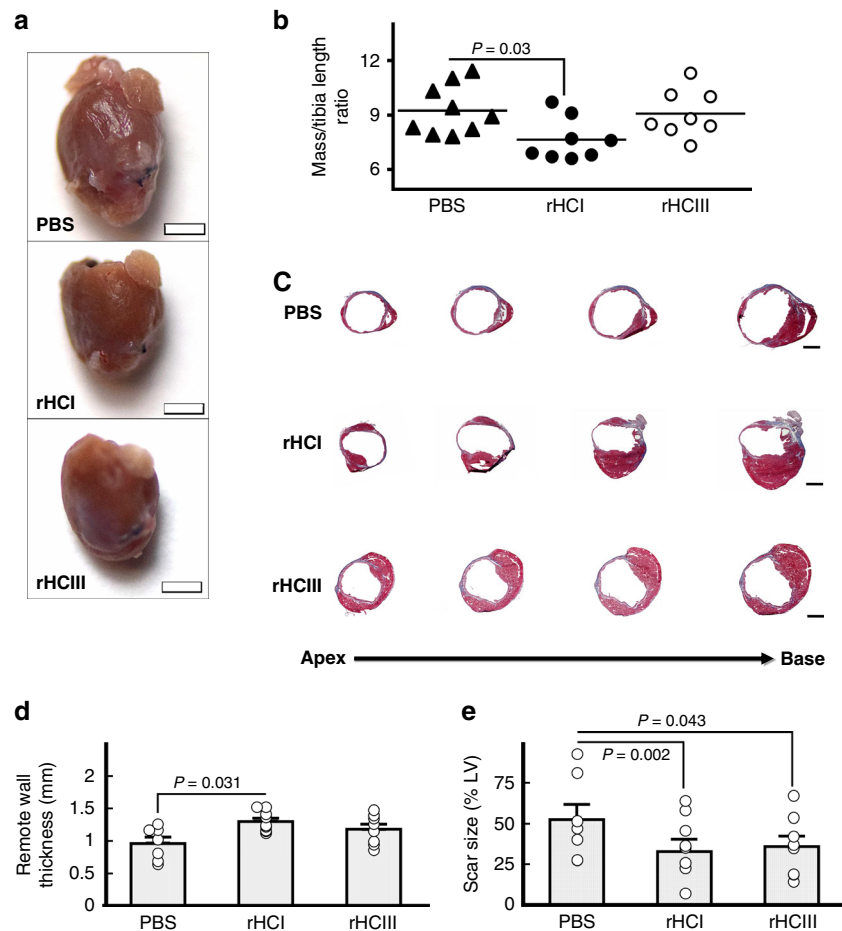 a
PBS
rHCI
rHCIII
b
Mass/tibia length
ratio
12
9
6
P = 0.03
PBS rHCI rHCIII
C
PBS
rHCI
rHCIII
Apex Base
d
Remote wall
thickness (mm)
2
1.5
1
0.5
0
P = 0.031
PBS rHCI rHCIII
e
Scar size (% LV)
75
50
25
0
P = 0.043
P = 0.002
PBS rHCI rHCIII